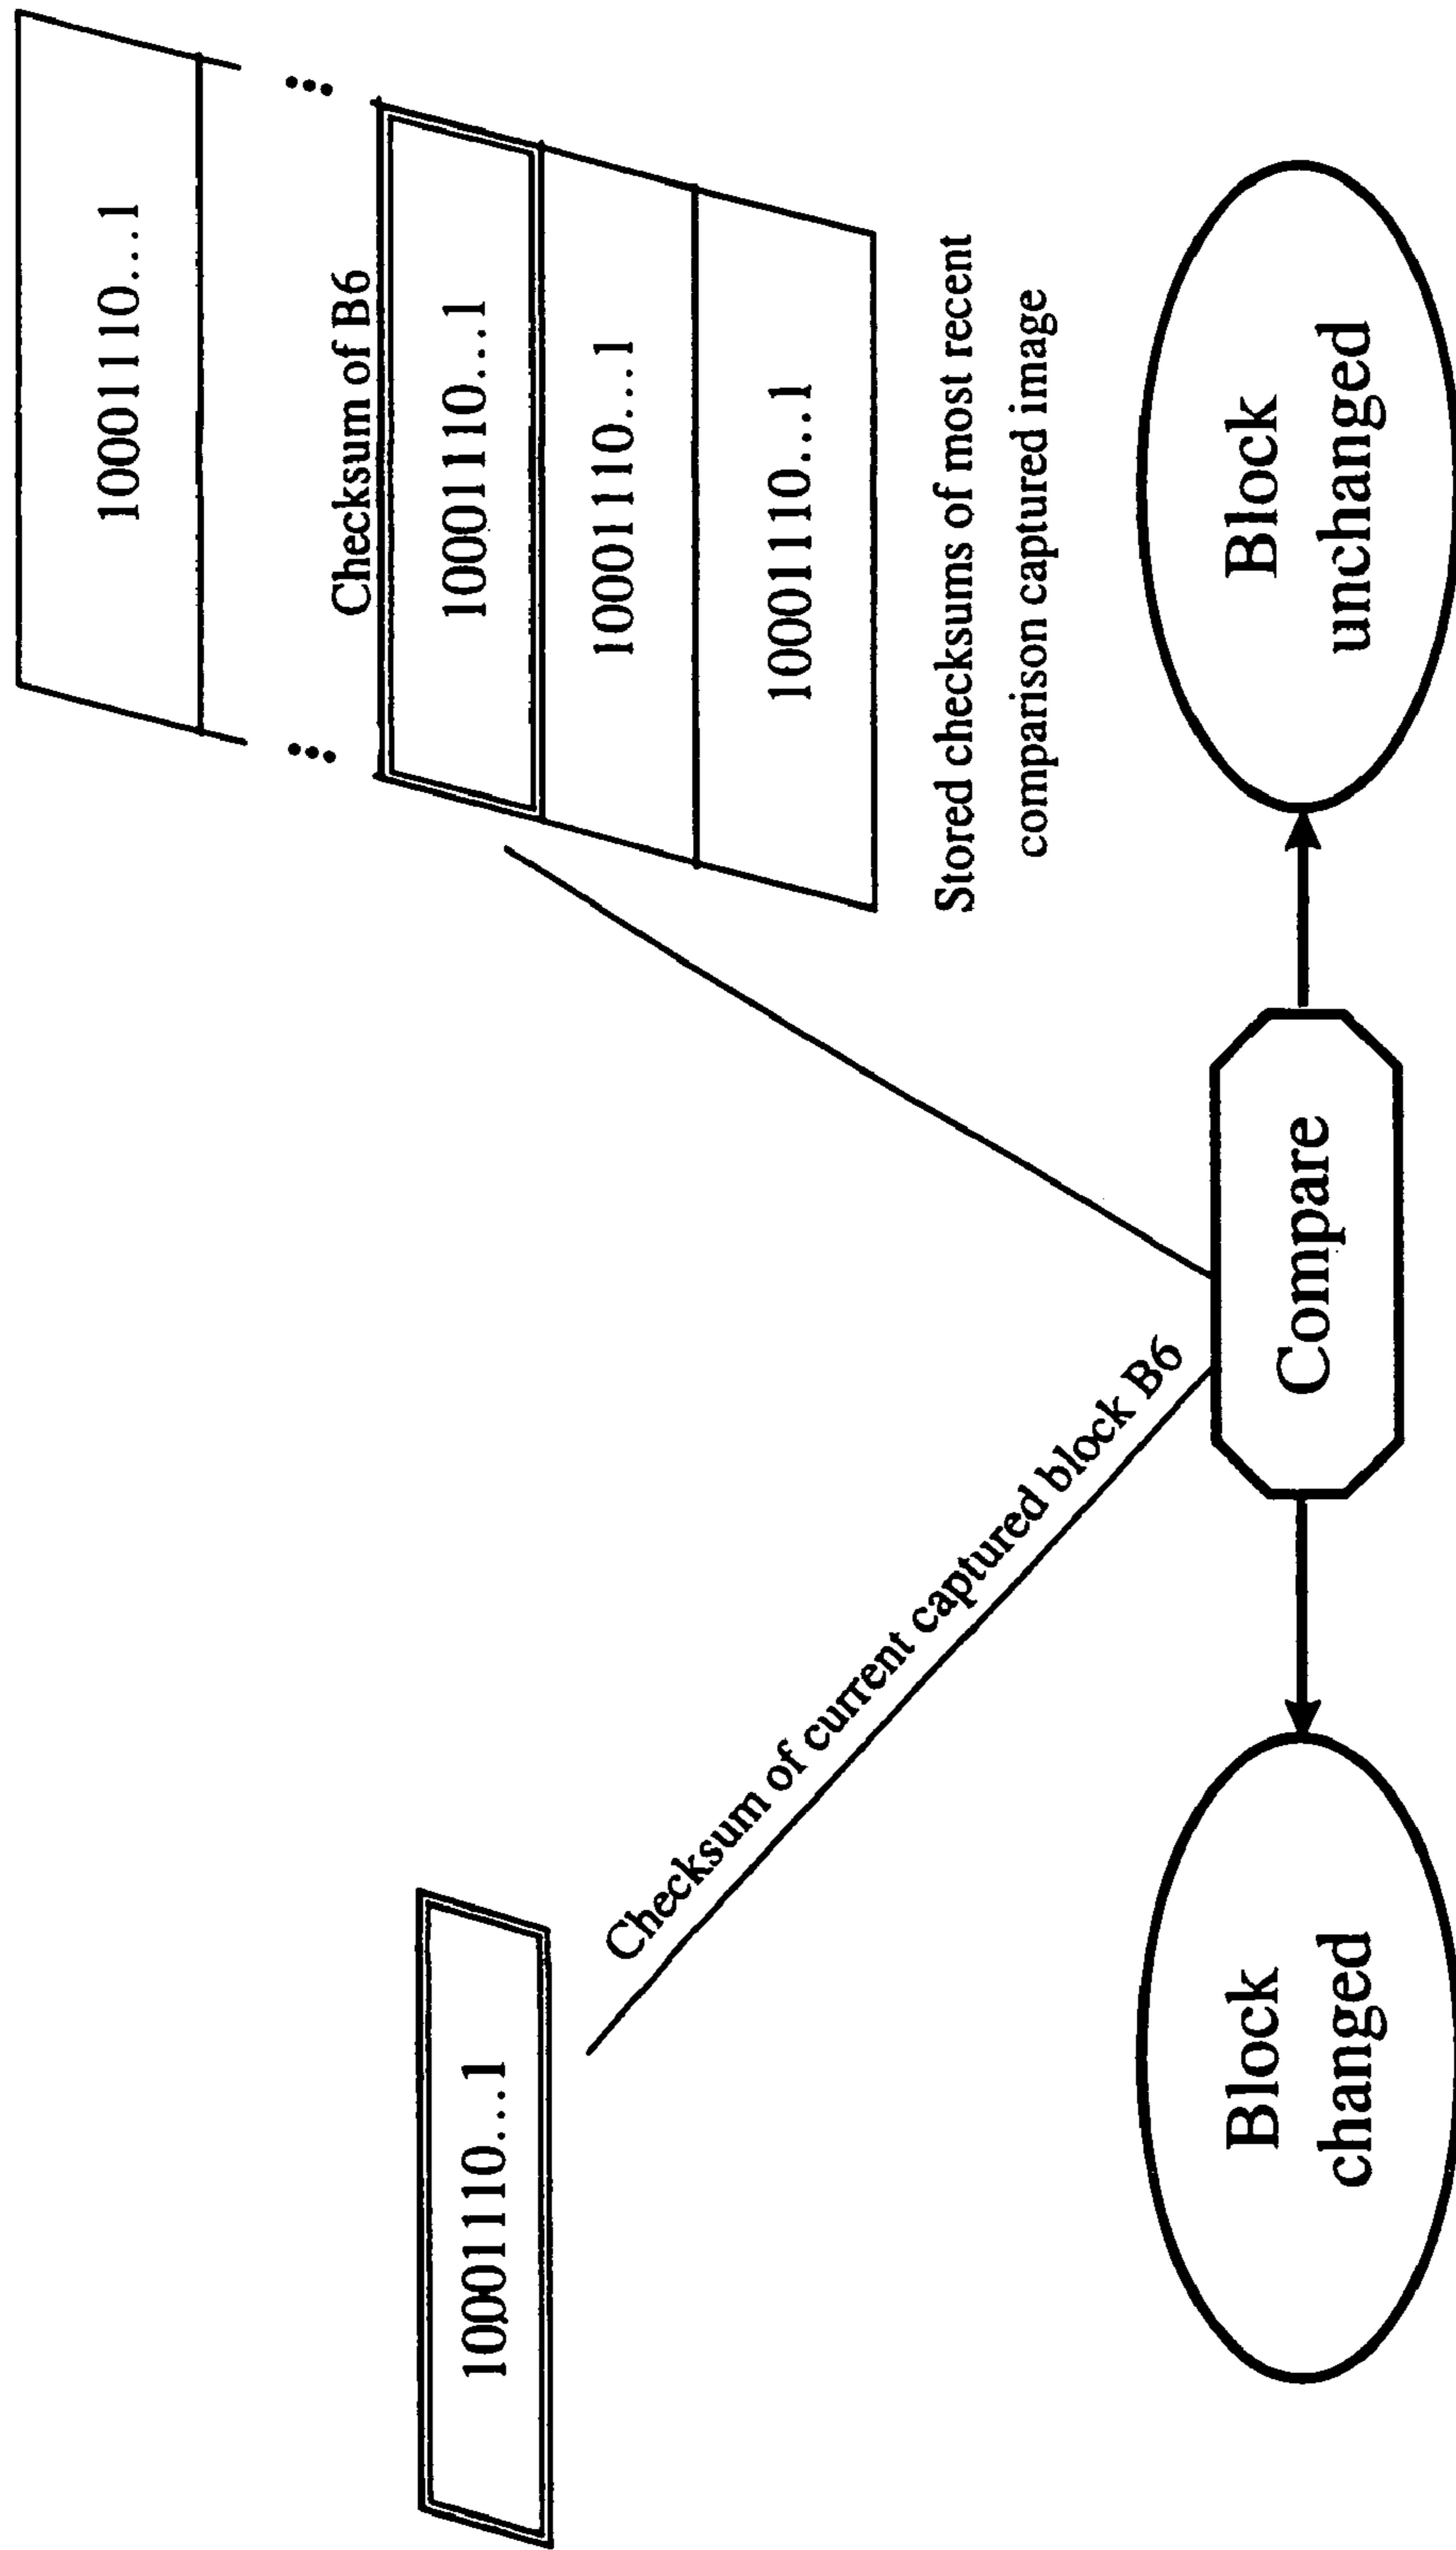 10001110...1
Checksum of B6
10001110...1
10001110...1
10001110...1
10001110...1
Stored checksums of most recent
comparison captured image
Checksum of current captured block B6
Block
changed
Compare
Block
unchanged